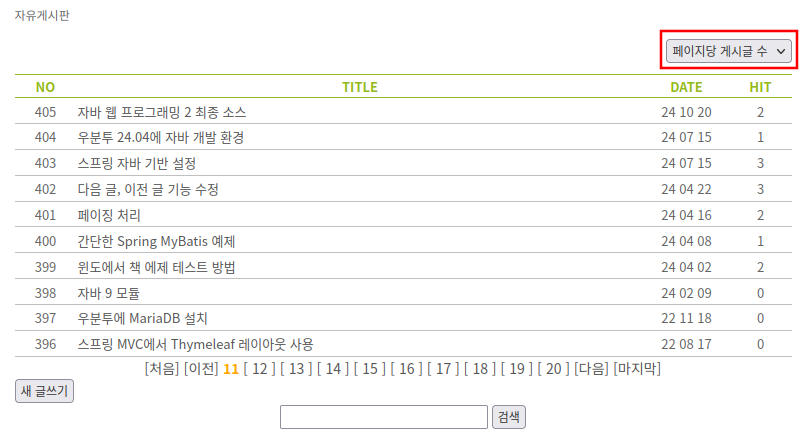 자유게시판
페이지당 게시글 수
NO TITLE DATE HIT
405 자바 웹 프로그래밍 2 최종 소스 24 10 20 2
404 우분투 24.04에 자바 개발 환경 24 07 15 1
403 스프링 자바 기반 설정 24 07 15 3
402 다음 글, 이전 글 기능 수정 24 04 22 3
401 페이징 처리 24 04 16 2
400 간단한 Spring MyBatis 예제 24 04 08 1
399 윈도에서 책 에제 테스트 방법 24 04 02 2
398 자바 9 모듈 24 02 09 0
397 우분투에 MariaDB 설치 22 11 18 0
396 스프링 MVC에서 Thymeleaf 레이아웃 사용 22 08 17 0
[처음] [이전] 11 [ 12 ] [ 13 ] [ 14 ] [ 15 ] [ 16 ] [ 17 ] [ 18 ] [ 19 ] [ 20 ] [다음] [마지막]
새 글쓰기
검색